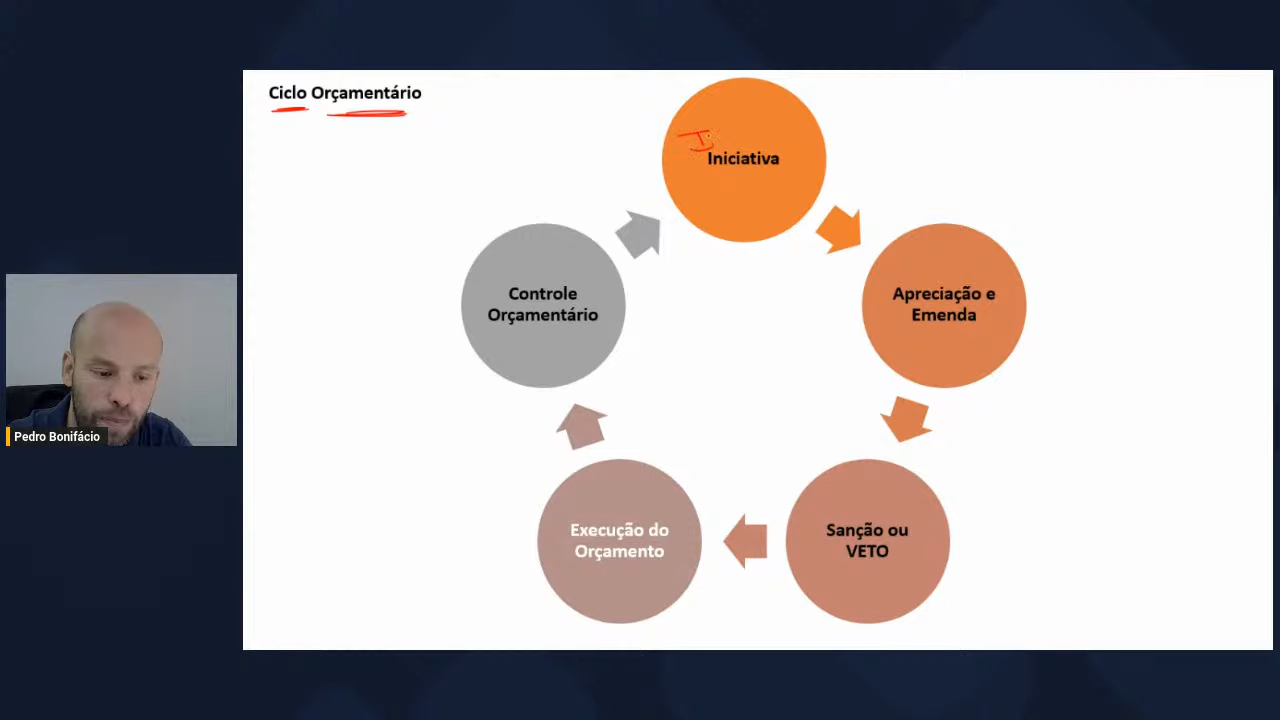 Ciclo Orçamentário
I
Iniciativa
Apreciação e
Emenda
Sanção ou
VETO
Execução do
Orçamento
Controle
Orçamentário
Pedro Bonifácio